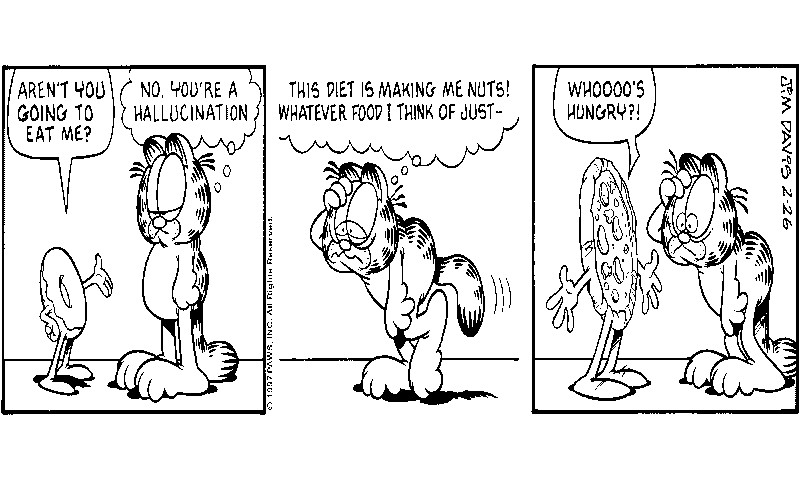 AREN'T YOU
GOING TO
EAT ME?
NO, YOU'RE A
HALLUCINATION
© 1997 PAWS, INC. All Rights Reserved.
THIS DIET IS MAKING ME NUTS!
WHATEVER FOOD I THINK OF JUST-
WHOOOO'S
HUNGRY?!
JIM DAVIS 2-26